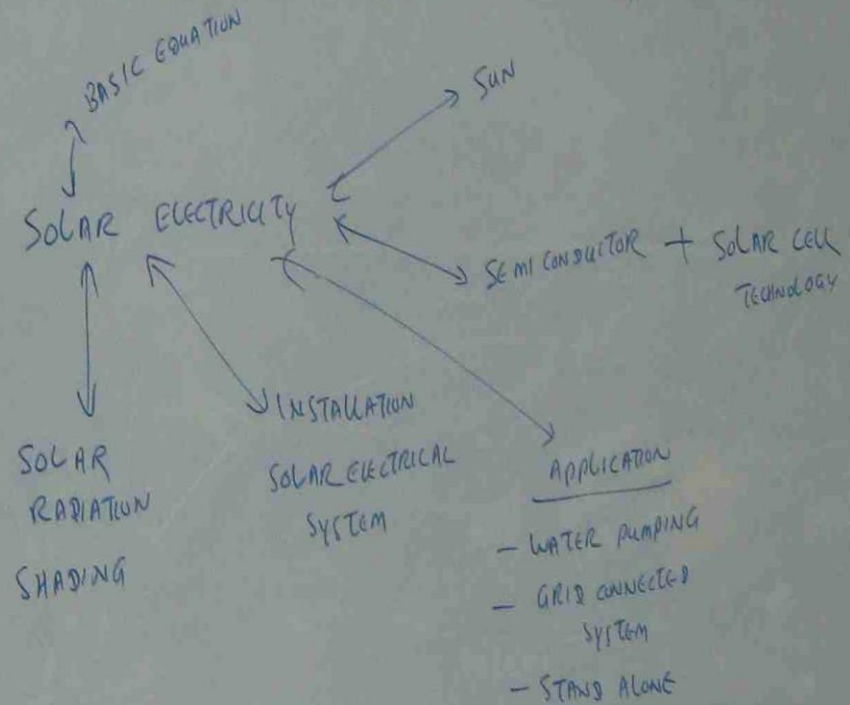 BASIC EQUATION
SUN
SOLAR ELECTRICITY
SEMI CONDUCTOR + SOLAR CELL
TECHNOLOGY
SOLAR
RADIATION
SHADING
INSTALLATION
SOLAR ELECTRICAL
SYSTEM
APPLICATION
- WATER PUMPING
- GRID CONNECTED
SYSTEM
- STAND ALONE